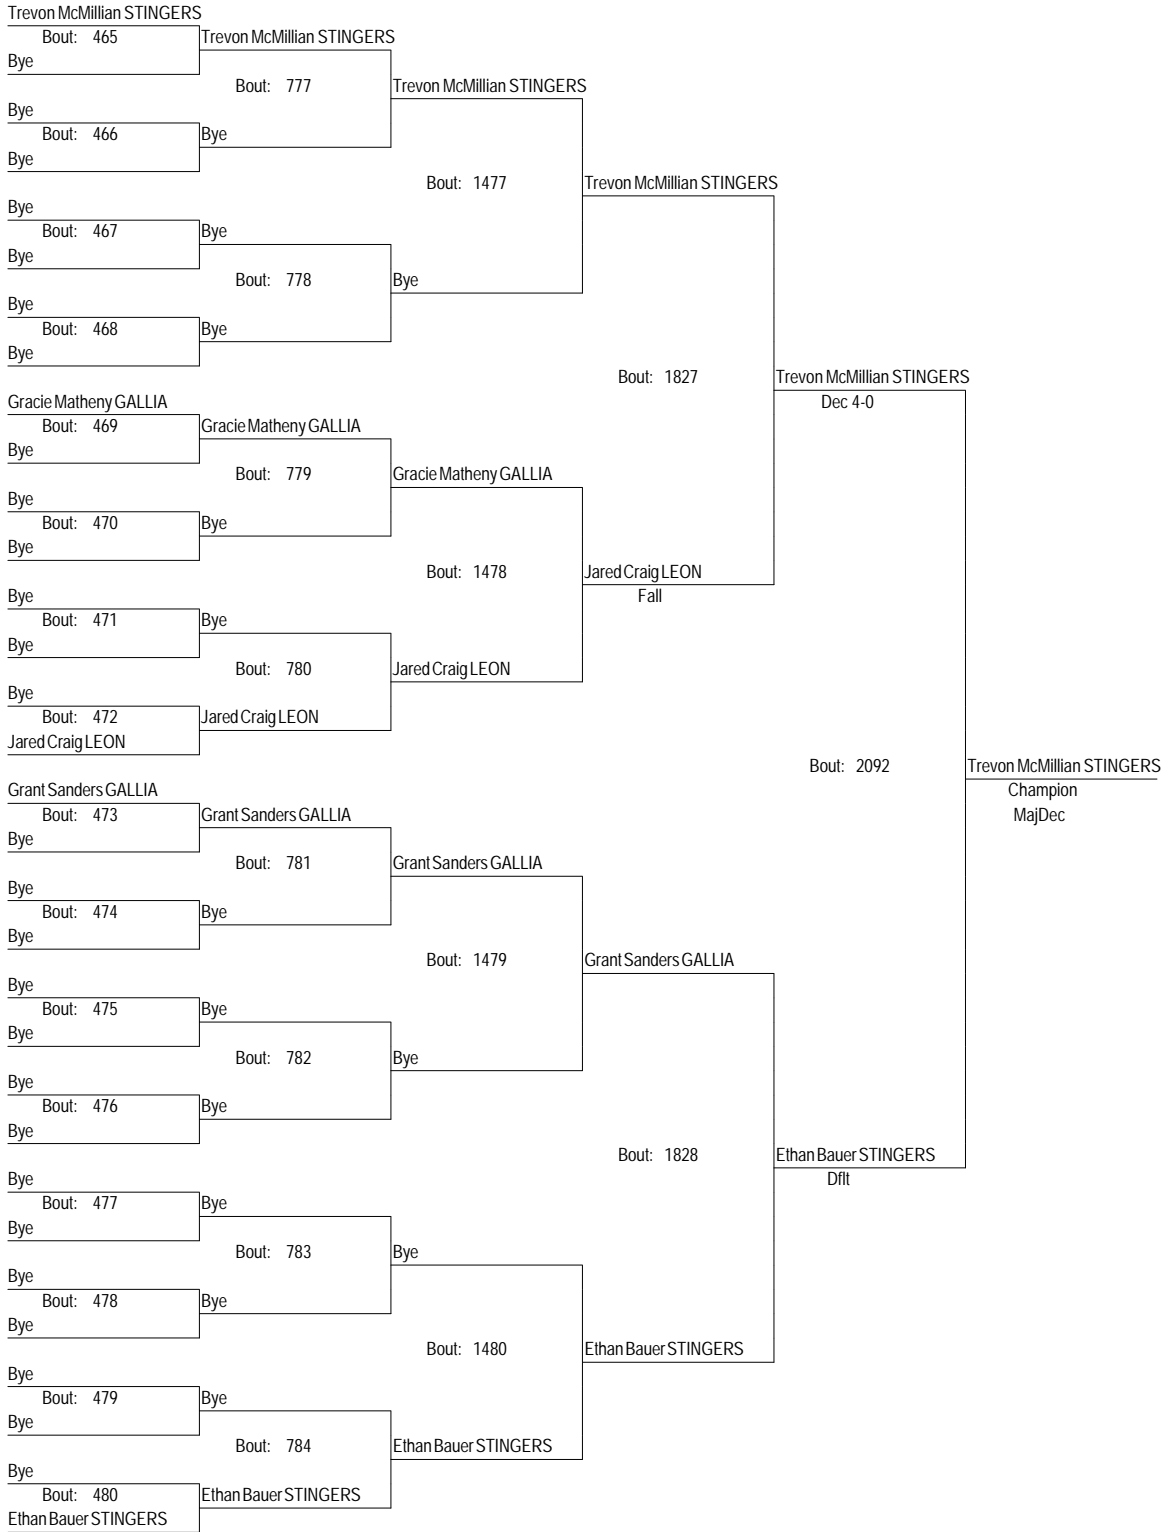 Trevon McMillian STINGERS
Bout: 465
Trevon McMillian STINGERS
Bye
Bout: 777
Trevon McMillian STINGERS
Bye
Bout: 466
Bye
Bye
Bout: 1477
Trevon McMillian STINGERS
Bye
Bout: 467
Bye
Bye
Bout: 778
Bye
Bye
Bout: 468
Bye
Bye
Bout: 1827
Trevon McMillian STINGERS
Dec 4-0
Gracie Matheny GALLIA
Bout: 469
Gracie Matheny GALLIA
Bye
Bout: 779
Gracie Matheny GALLIA
Bye
Bout: 470
Bye
Bye
Bout: 1478
Jared Craig LEON
Fall
Bye
Bout: 471
Bye
Bye
Bout: 780
Jared Craig LEON
Bye
Bout: 472
Jared Craig LEON
Jared Craig LEON
Bout: 2092
Trevon McMillian STINGERS
Champion
MajDec
Grant Sanders GALLIA
Bout: 473
Grant Sanders GALLIA
Bye
Bout: 781
Grant Sanders GALLIA
Bye
Bout: 474
Bye
Bye
Bout: 1479
Grant Sanders GALLIA
Bye
Bout: 475
Bye
Bye
Bout: 782
Bye
Bye
Bout: 476
Bye
Bye
Bout: 1828
Ethan Bauer STINGERS
Dflt
Bye
Bout: 477
Bye
Bye
Bout: 783
Bye
Bye
Bout: 478
Bye
Bye
Bout: 1480
Ethan Bauer STINGERS
Bye
Bout: 479
Bye
Bye
Bout: 784
Ethan Bauer STINGERS
Bye
Bout: 480
Ethan Bauer STINGERS
Ethan Bauer STINGERS